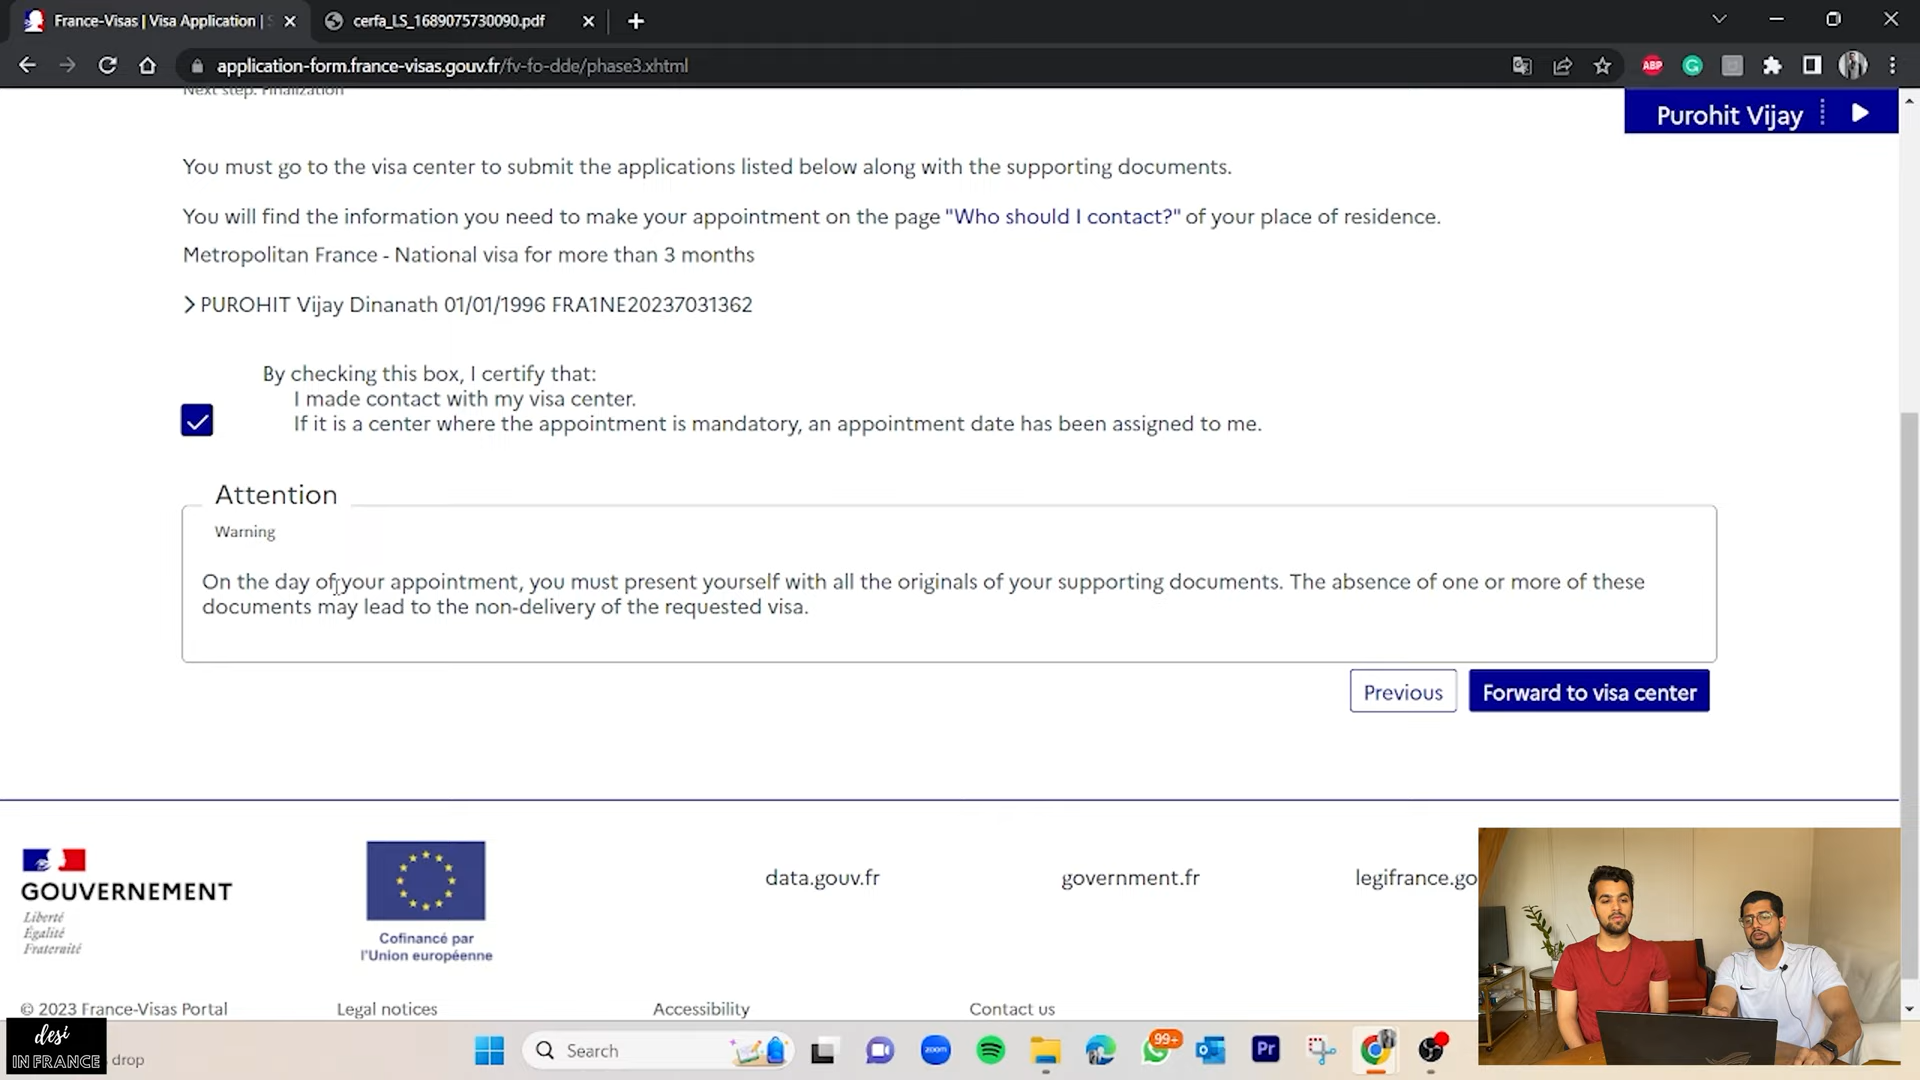 France-Visas | Visa Application |
cerfa_LS_1689075730090.pdf
application-form.france-visas.gouv.fr/fv-fo-dde/phase3.xhtml
ABP
Next step: Finalization
Purohit Vijay
You must go to the visa center to submit the applications listed below along with the supporting documents.
You will find the information you need to make your appointment on the page "Who should I contact?" of your place of residence.
Metropolitan France - National visa for more than 3 months
PUROHIT Vijay Dinanath 01/01/1996 FRA1NE20237031362
By checking this box, I certify that:
I made contact with my visa center.
If it is a center where the appointment is mandatory, an appointment date has been assigned to me.
Attention
Warning
On the day of your appointment, you must present yourself with all the originals of your supporting documents. The absence of one or more of these
documents may lead to the non-delivery of the requested visa.
Previous
Forward to visa center
GOUVERNEMENT
Liberté
Égalité
Fraternité
Cofinancé par
l'Union européenne
data.gouv.fr
government.fr
legifrance.go
© 2023 France-Visas Portal
Legal notices
Accessibility
Contact us
desi
IN FRANCE
drop
Search
zoom
99+
Pr